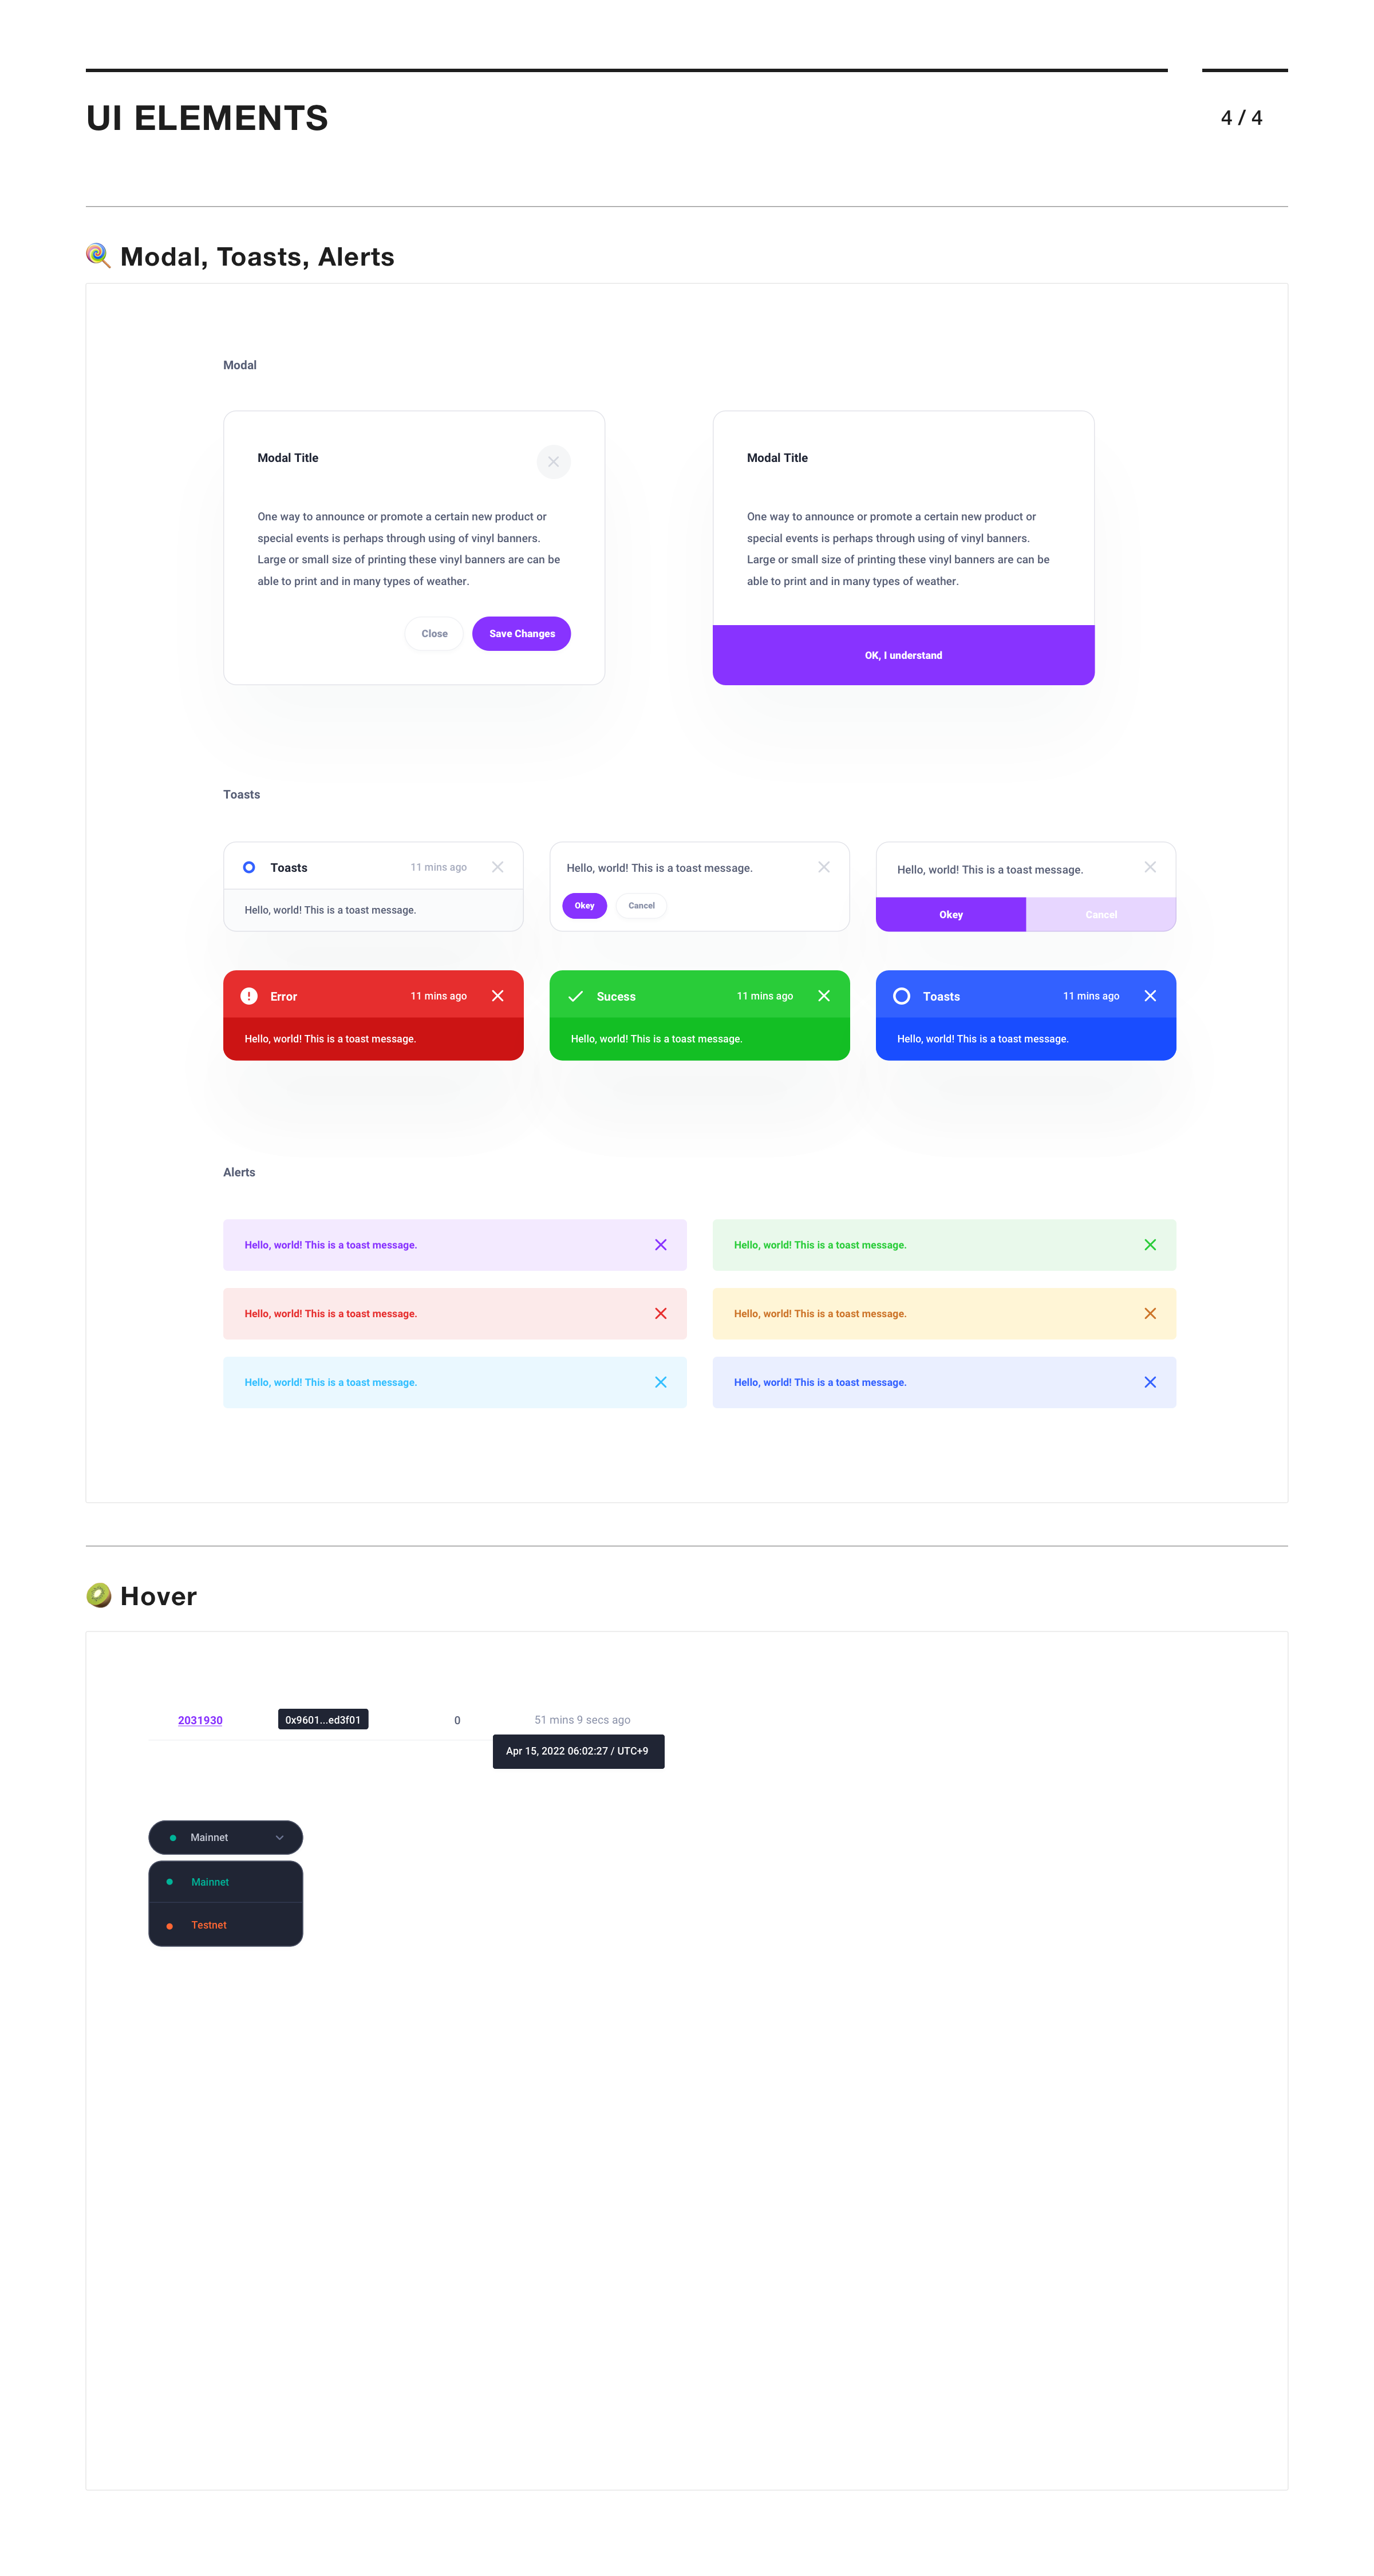 UI ELEMENTS
4 / 4
Modal, Toasts, Alerts
Modal
Modal Title
One way to announce or promote a certain new product or
special events is perhaps through using of vinyl banners.
Large or small size of printing these vinyl banners are can be
able to print and in many types of weather.
Close
Save Changes
Modal Title
One way to announce or promote a certain new product or
special events is perhaps through using of vinyl banners.
Large or small size of printing these vinyl banners are can be
able to print and in many types of weather.
OK, I understand
Toasts
Toasts
11 mins ago
Hello, world! This is a toast message.
Hello, world! This is a toast message.
Okey
Cancel
Hello, world! This is a toast message.
Okey
Cancel
Error
11 mins ago
Hello, world! This is a toast message.
Sucess
11 mins ago
Hello, world! This is a toast message.
Toasts
11 mins ago
Hello, world! This is a toast message.
Alerts
Hello, world! This is a toast message.
Hello, world! This is a toast message.
Hello, world! This is a toast message.
Hello, world! This is a toast message.
Hello, world! This is a toast message.
Hello, world! This is a toast message.
Hover
2031930
0x9601...ed3f01
0
51 mins 9 secs ago
Apr 15, 2022 06:02:27 / UTC+9
Mainnet
Mainnet
Testnet